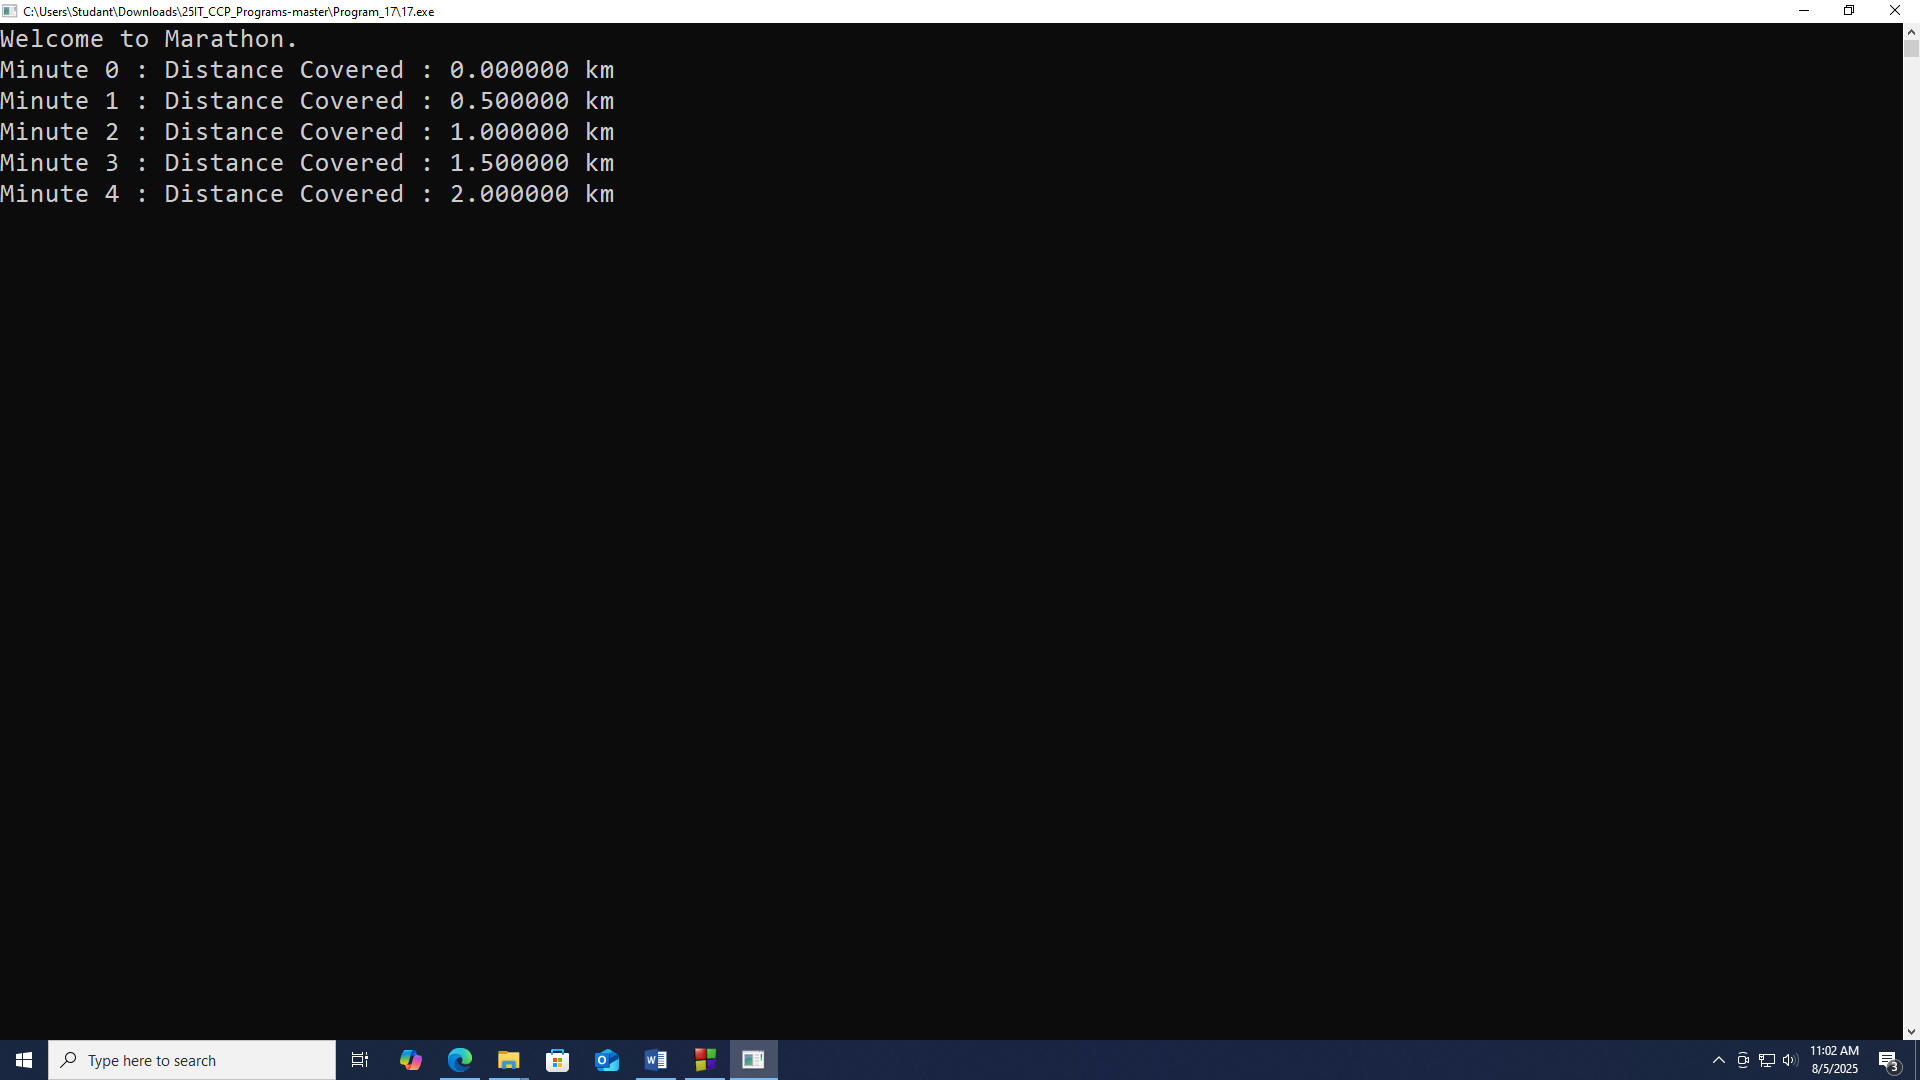 C:\Users\Studant\Downloads\25IT_CCP_Programs-master\Program_17\17.exe
Welcome to Marathon.
Minute 0 : Distance Covered : 0.000000 km
Minute 1 : Distance Covered : 0.500000 km
Minute 2 : Distance Covered : 1.000000 km
Minute 3 : Distance Covered : 1.500000 km
Minute 4 : Distance Covered : 2.000000 km
Type here to search
11:02 AM
8/5/2025
3